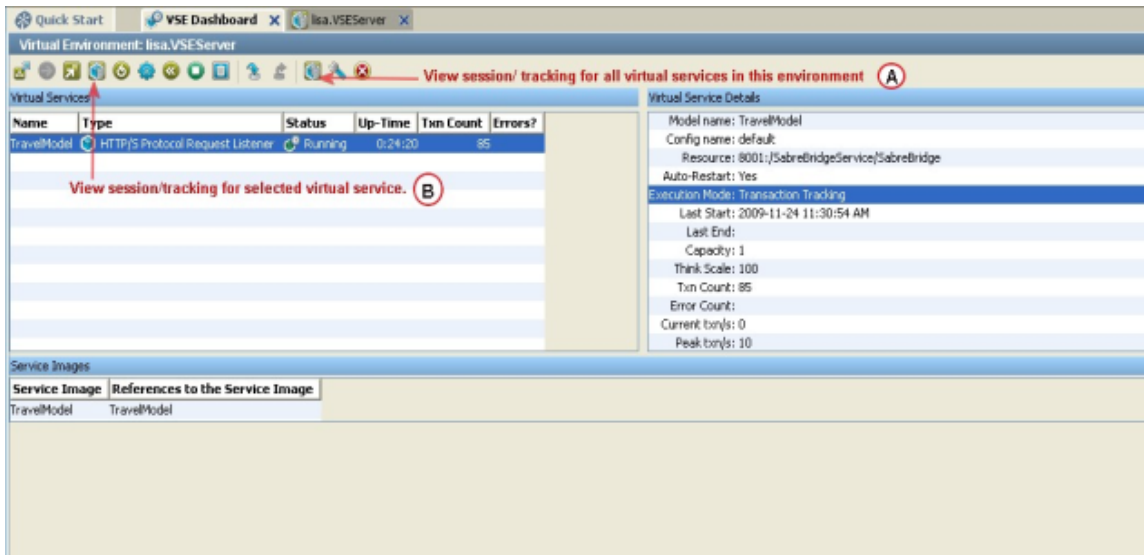 Quick Start VSE Dashboard X lisa.VSEServer X
Virtual Environment: lisa.VSEServer
View session/ tracking for all virtual services in this environment A
Virtual Services
Name Type Status Up-Time Txn Count Errors?
TravelModel HTTP/S Protocol Request Listener Running 0:24:20 85
View session/tracking for selected virtual service. B
Virtual Service Details
Model name: TravelModel
Config name: default
Resource: 8001:/SabreBridgeService/SabreBridge
Auto-Restart: Yes
Execution Mode: Transaction Tracking
Last Start: 2009-11-24 11:30:54 AM
Last End:
Capacity: 1
Think Scale: 100
Txn Count: 85
Error Count:
Current txn/s: 0
Peak txn/s: 10
Service Images
Service Image References to the Service Image
TravelModel TravelModel